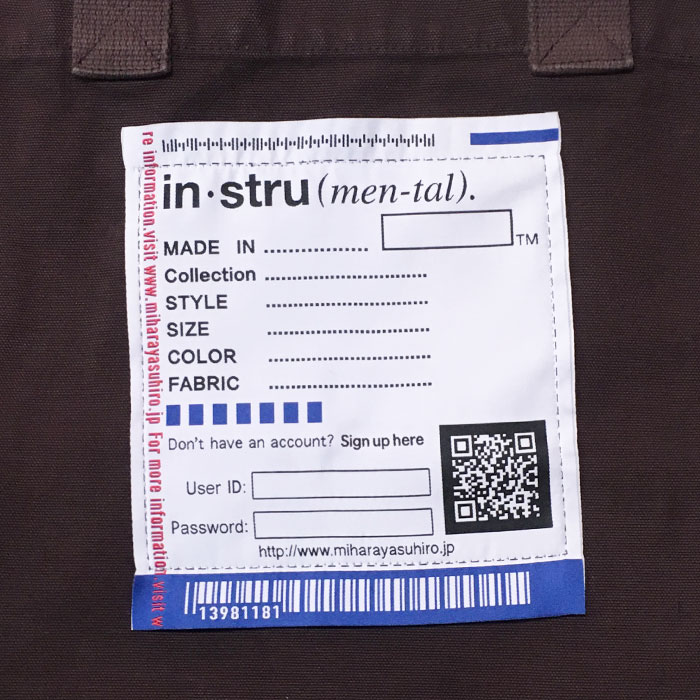 in·stru (men-tal).
MADE IN ..................
TM
Collection ............................
STYLE ............................
SIZE ............................
COLOR ............................
FABRIC ............................
Don't have an account? Sign up here
User ID:
Password:
http://www.miharayasuhiro.jp
13981181
re information.visit www.miharayasuhiro.jp For more information.visit w